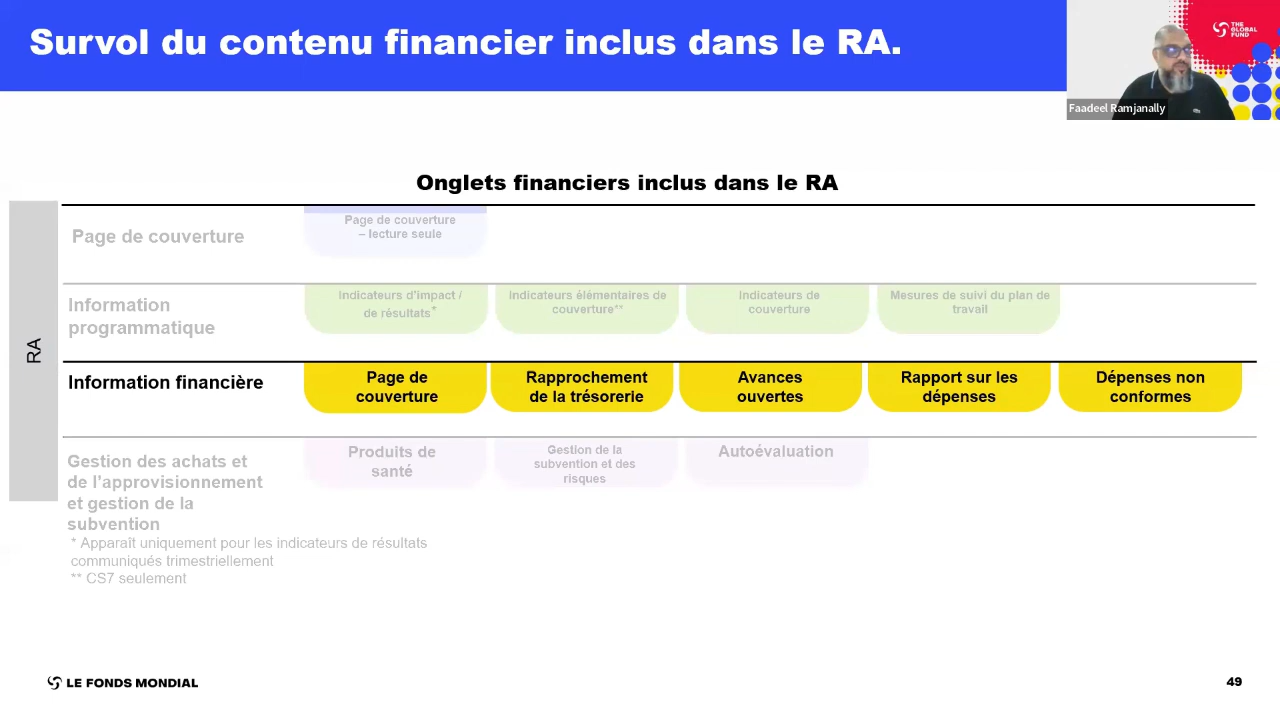 Survol du contenu financier inclus dans le RA.
THE
GLOBAL
FUND
Faadeel Ramjanally
Onglets financiers inclus dans le RA
RA
Page de couverture
Page de couverture
– lecture seule
Information
programmatique
Indicateurs d'impact /
de résultats*
Indicateurs élémentaires de
couverture**
Indicateurs de
couverture
Mesures de suivi du plan de
travail
Information financière
Page de
couverture
Rapprochement
de la trésorerie
Avances
ouvertes
Rapport sur les
dépenses
Dépenses non
conformes
Gestion des achats et
de l'approvisionnement
et gestion de la
subvention
Produits de
santé
Gestion de la
subvention et des
risques
Autoévaluation
* Apparaît uniquement pour les indicateurs de résultats
communiqués trimestriellement
** CS7 seulement
LE FONDS MONDIAL
49